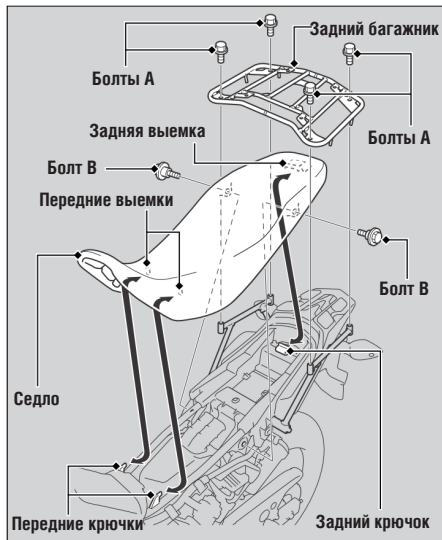 Задний багажник
Болты A
Болты A
Задняя выемка
Болт B
Передние выемки
Болт B
Седло
Передние крючки
Задний крючок